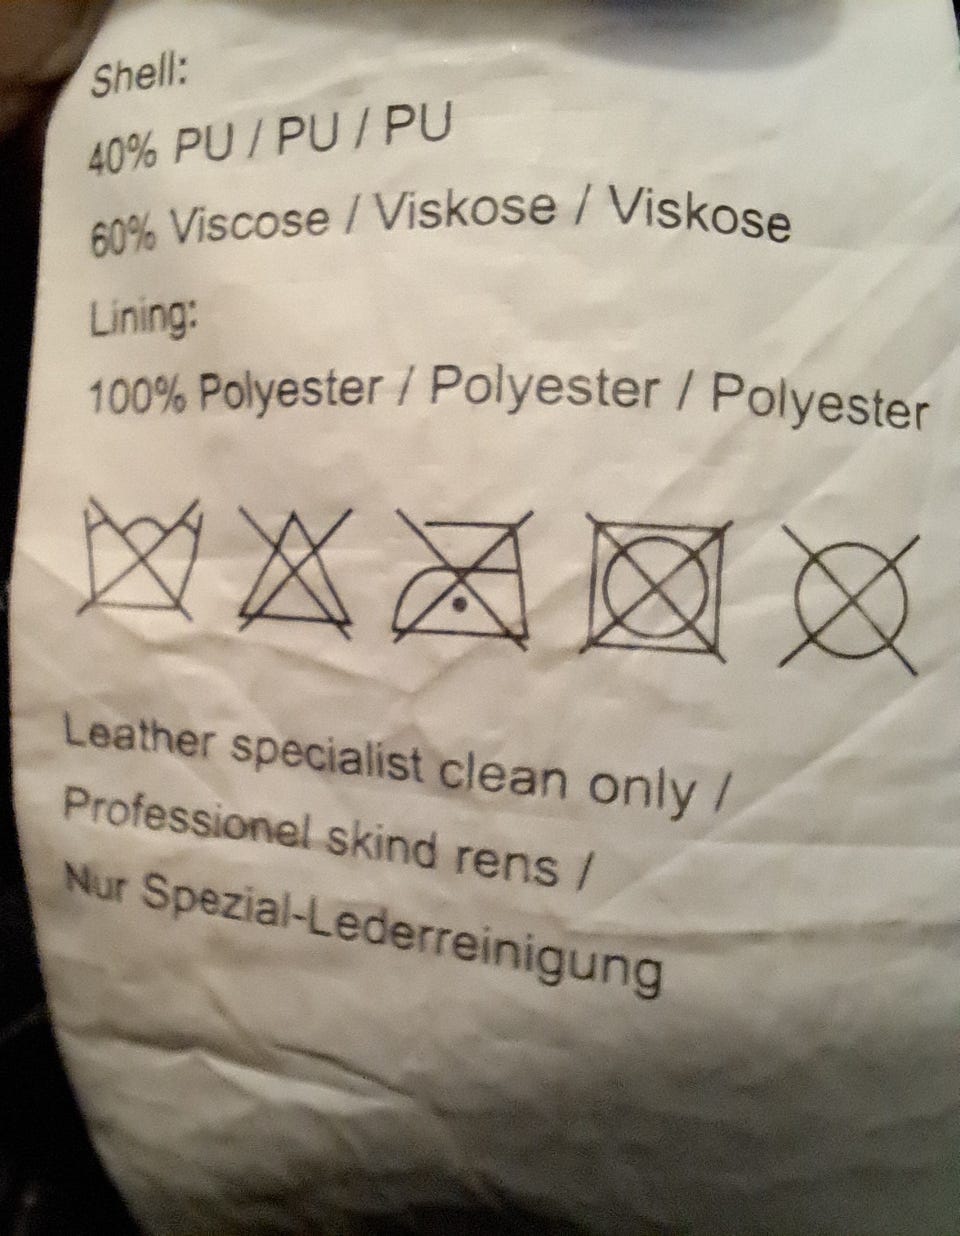 Shell:
40% PU / PU / PU
60% Viscose / Viskose / Viskose
Lining:
100% Polyester / Polyester / Polyester
Leather specialist clean only /
Professionel skind rens /
Nur Spezial-Lederreinigung